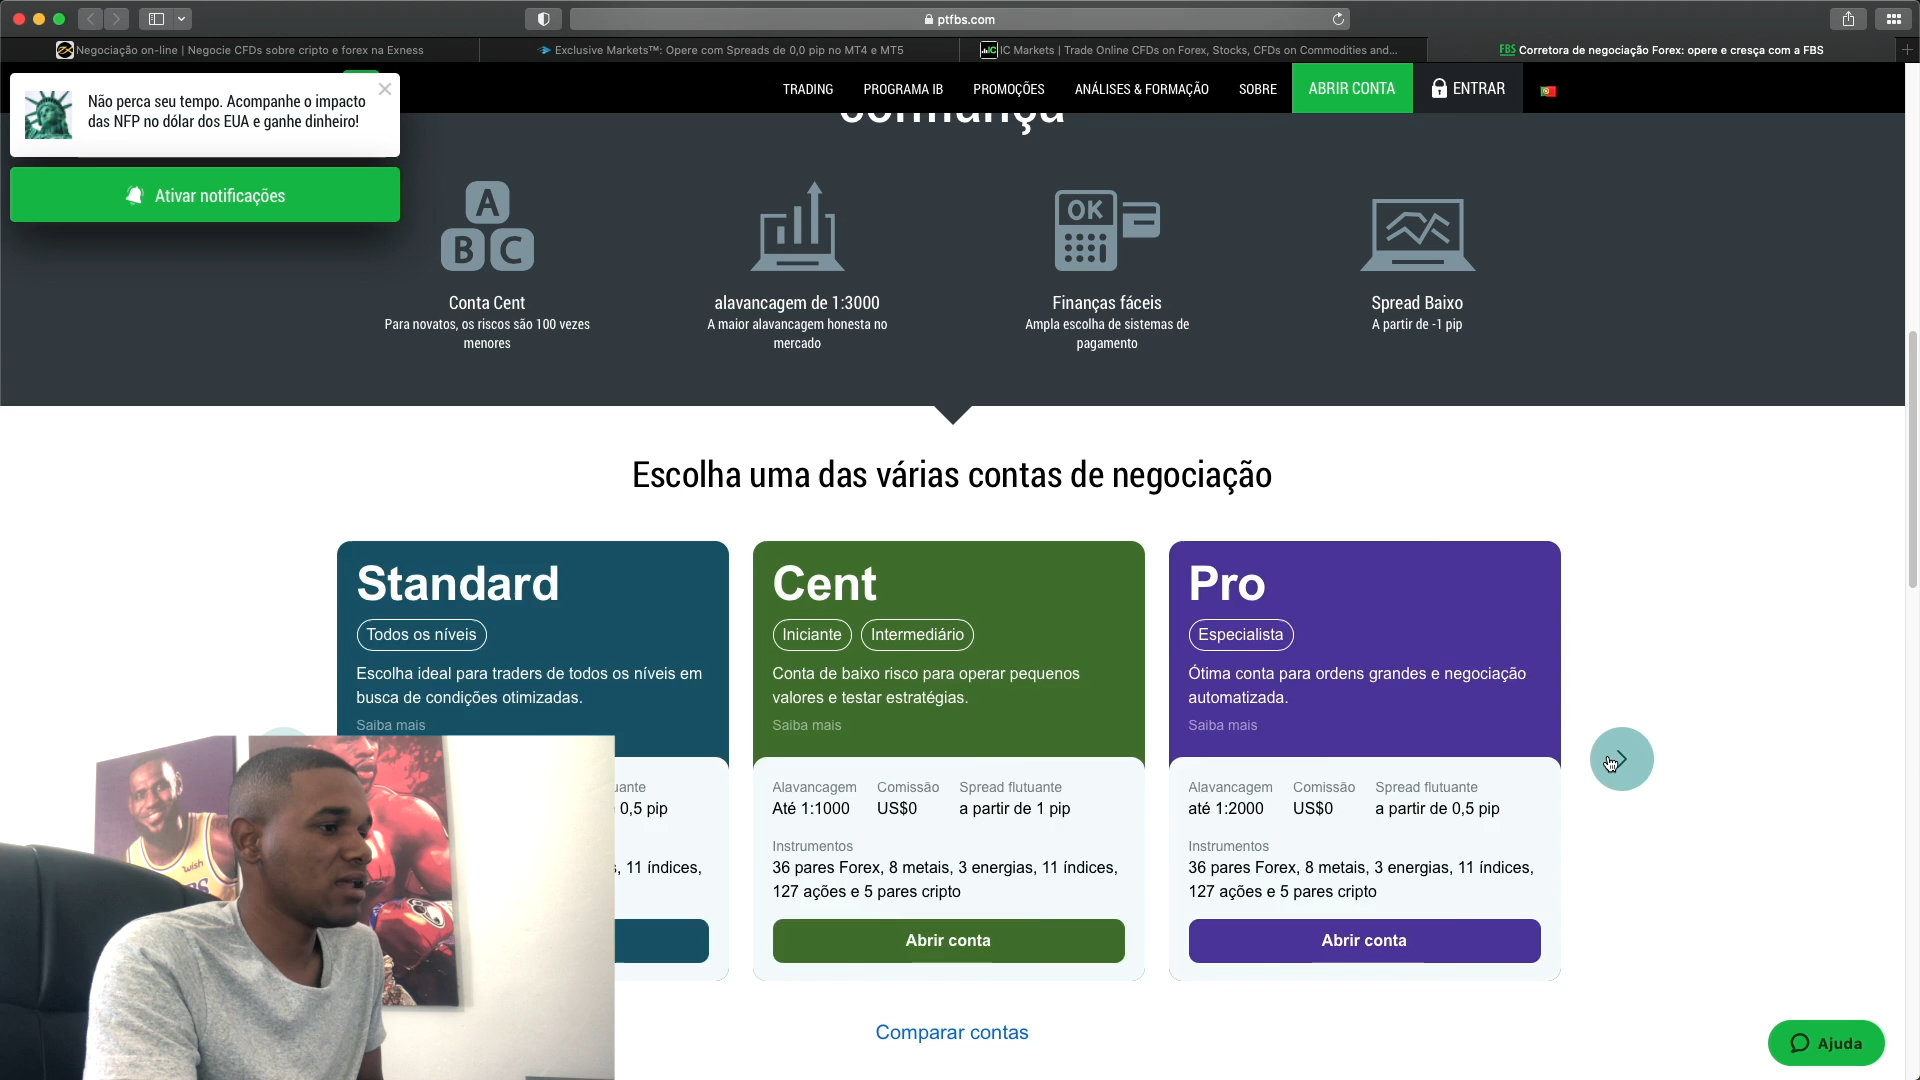 ptfbs.com
Negociação on-line | Negocie CFDs sobre cripto e forex na Exness
Exclusive Markets™: Opere com Spreads de 0,0 pip no MT4 e MT5
IC Markets | Trade Online CFDs on Forex, Stocks, CFDs on Commodities and...
FBS Corretora de negociação Forex: opere e cresça com a FBS
Não perca seu tempo. Acompanhe o impacto
das NFP no dólar dos EUA e ganhe dinheiro!
Ativar notificações
TRADING
PROGRAMA IB
PROMOÇÕES
ANÁLISES & FORMAÇÃO
SOBRE
ABRIR CONTA
ENTRAR
confiança
A
B C
OK
Conta Cent
Para novatos, os riscos são 100 vezes
menores
alavancagem de 1:3000
A maior alavancagem honesta no
mercado
Finanças fáceis
Ampla escolha de sistemas de
pagamento
Spread Baixo
A partir de -1 pip
Escolha uma das várias contas de negociação
Standard
Todos os níveis
Escolha ideal para traders de todos os níveis em
busca de condições otimizadas.
Saiba mais
uante
0,5 pip
, 11 índices,
Cent
Iniciante
Intermediário
Conta de baixo risco para operar pequenos
valores e testar estratégias.
Saiba mais
Alavancagem
Até 1:1000
Comissão
US$0
Spread flutuante
a partir de 1 pip
Instrumentos
36 pares Forex, 8 metais, 3 energias, 11 índices,
127 ações e 5 pares cripto
Abrir conta
Pro
Especialista
Ótima conta para ordens grandes e negociação
automatizada.
Saiba mais
Alavancagem
até 1:2000
Comissão
US$0
Spread flutuante
a partir de 0,5 pip
Instrumentos
36 pares Forex, 8 metais, 3 energias, 11 índices,
127 ações e 5 pares cripto
Abrir conta
wish
Comparar contas
Ajuda